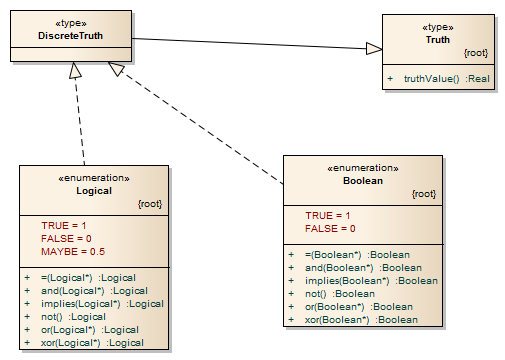 «type»
DiscreteTruth
«type»
Truth
{root}
+ truthValue() :Real
«enumeration»
Logical
{root}
TRUE = 1
FALSE = 0
MAYBE = 0.5
+ =(Logical*) :Logical
+ and(Logical*) :Logical
+ implies(Logical*) :Logical
+ not() :Logical
+ or(Logical*) :Logical
+ xor(Logical*) :Logical
«enumeration»
Boolean
{root}
TRUE = 1
FALSE = 0
+ =(Boolean*) :Boolean
+ and(Boolean*) :Boolean
+ implies(Boolean*) :Boolean
+ not() :Boolean
+ or(Boolean*) :Boolean
+ xor(Boolean*) :Boolean